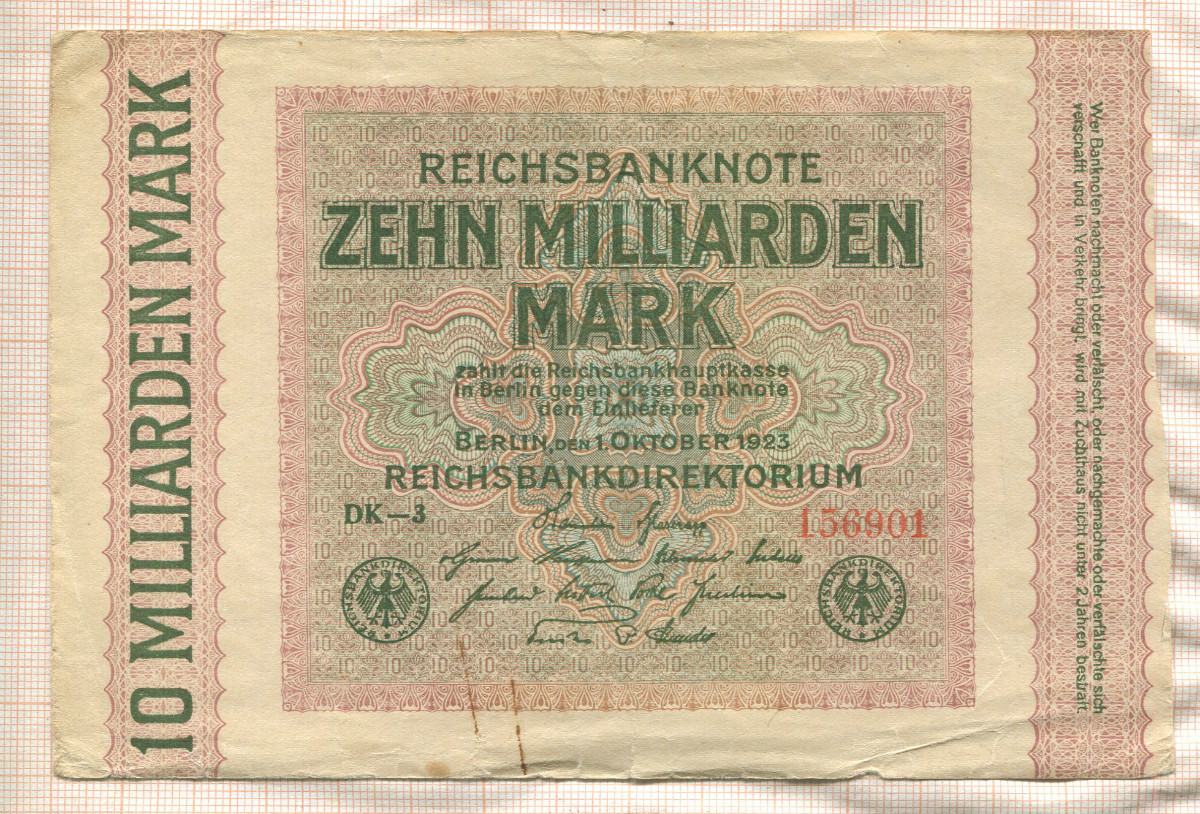 10 MILLIARDEN MARK
REICHSBANKNOTE
ZEHN MILLIARDEN
MARK
zahlt die Reichsbankhauptkasse
in Berlin gegen diese Banknote
dem Einlieferer
BERLIN, DEN 1 OKTOBER 1923
REICHSBANKDIREKTORIUM
DK—3
156901
REICHSBANKDIREKTORIUM
REICHSBANKDIREKTORIUM
Wer Banknoten nachmacht oder verfälscht, oder nachgemachte oder verfälschte sich
verschafft und in Verkehr bringt, wird mit Zuchthaus nicht unter 2 Jahren bestraft.